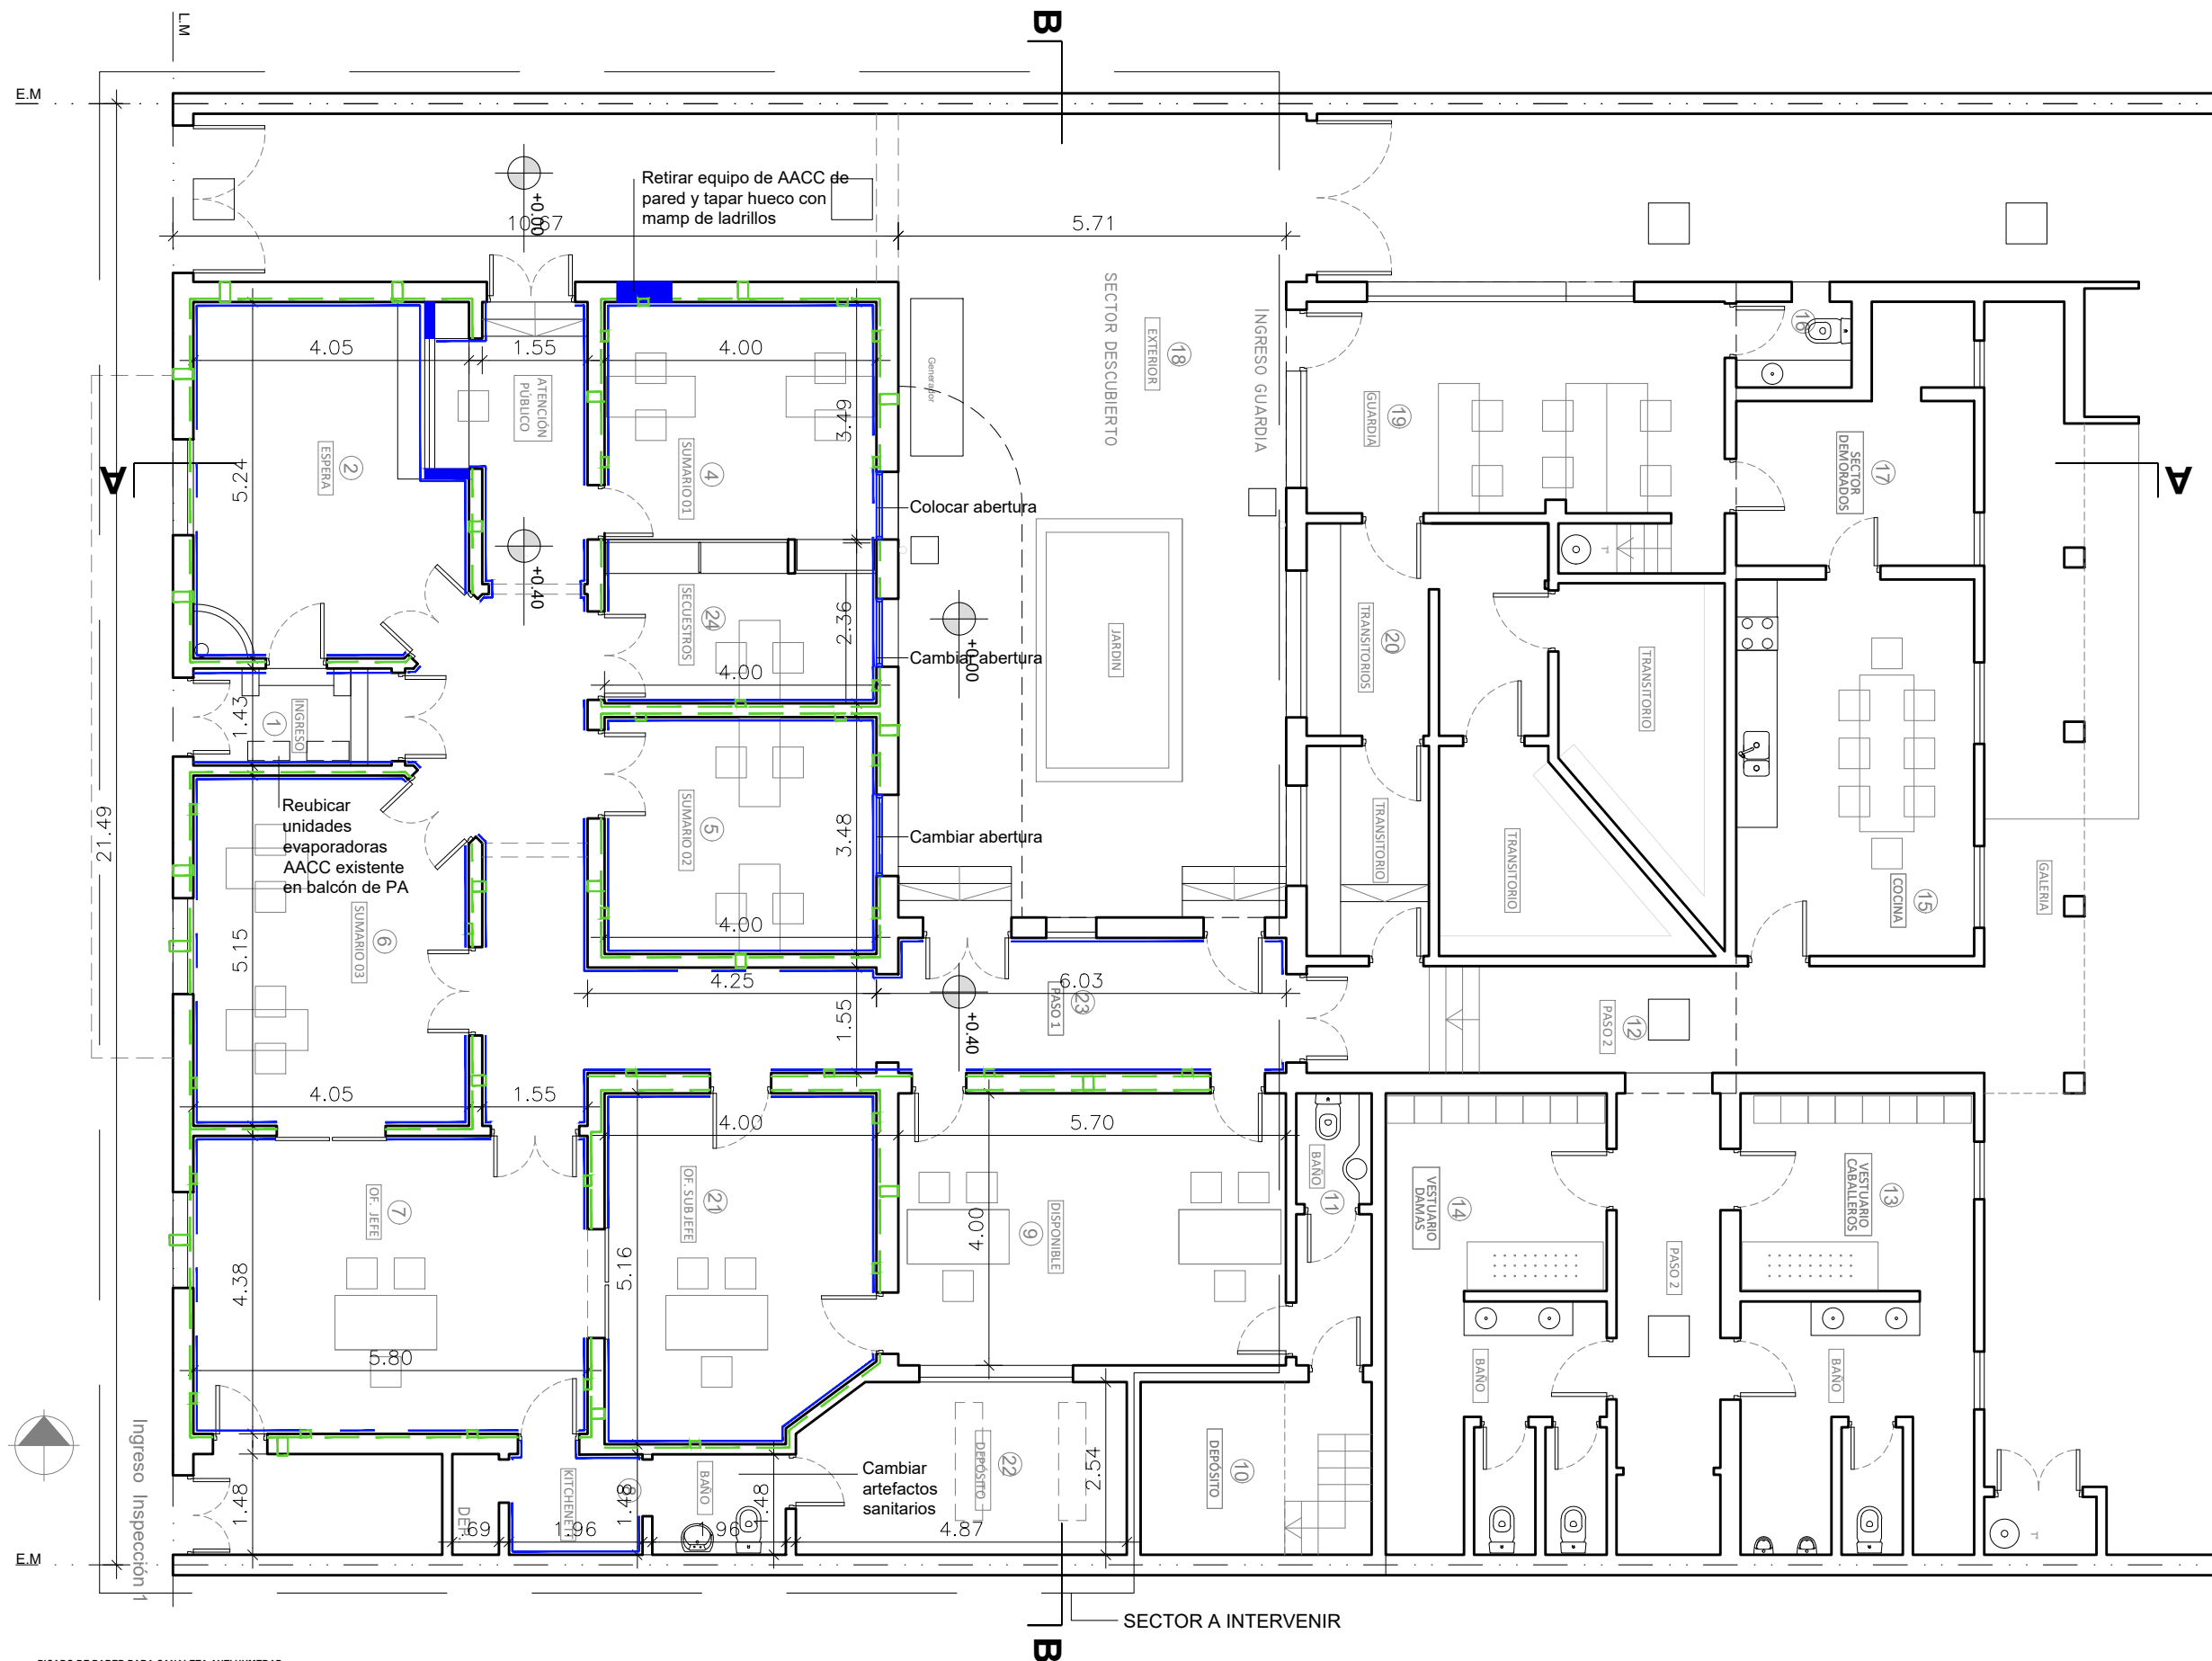 L.M
B
E.M
Retirar equipo de AACC de
pared y tapar hueco con
mamp de ladrillos
+0.00
10.67
5.71
4.05
1.55
4.00
ATENCIÓN
PÚBLICO
2
ESPERA
5.24
A
3.49
4
SUMARIO 01
Generador
SECTOR DESCUBIERTO
18
EXTERIOR
INGRESO GUARDIA
19
GUARDIA
16
17
SECTOR
DEMORADOS
A
Colocar abertura
+0.40
24
SECUESTROS
2.36
4.00
Cambiar abertura
+0.00
JARDIN
20
TRANSITORIOS
TRANSITORIO
1
INGRESO
1.43
Reubicar
unidades
evaporadoras
AACC existente
en balcón de PA
21.49
5
SUMARIO 02
3.48
Cambiar abertura
4.00
TRANSITORIO
TRANSITORIO
15
COCINA
GALERIA
6
SUMARIO 03
5.15
4.25
6.03
1.55
+0.40
23
PASO 1
12
PASO 2
4.05
1.55
4.00
5.70
7
OF. JEFE
4.38
5.80
21
OF. SUB JEFE
5.16
4.00
9
DISPONIBLE
BAÑO
11
14
VESTUARIO
DAMAS
PASO 2
13
VESTUARIO
CABALLEROS
BAÑO
BAÑO
Ingreso Inspección 1
1.48
DEP.
.69
1.96
KITCHENETT
8
1.48
BAÑO
1.96
1.48
Cambiar
artefactos
sanitarios
4.87
22
DEPÓSITO
2.54
10
DEPÓSITO
E.M
SECTOR A INTERVENIR
B